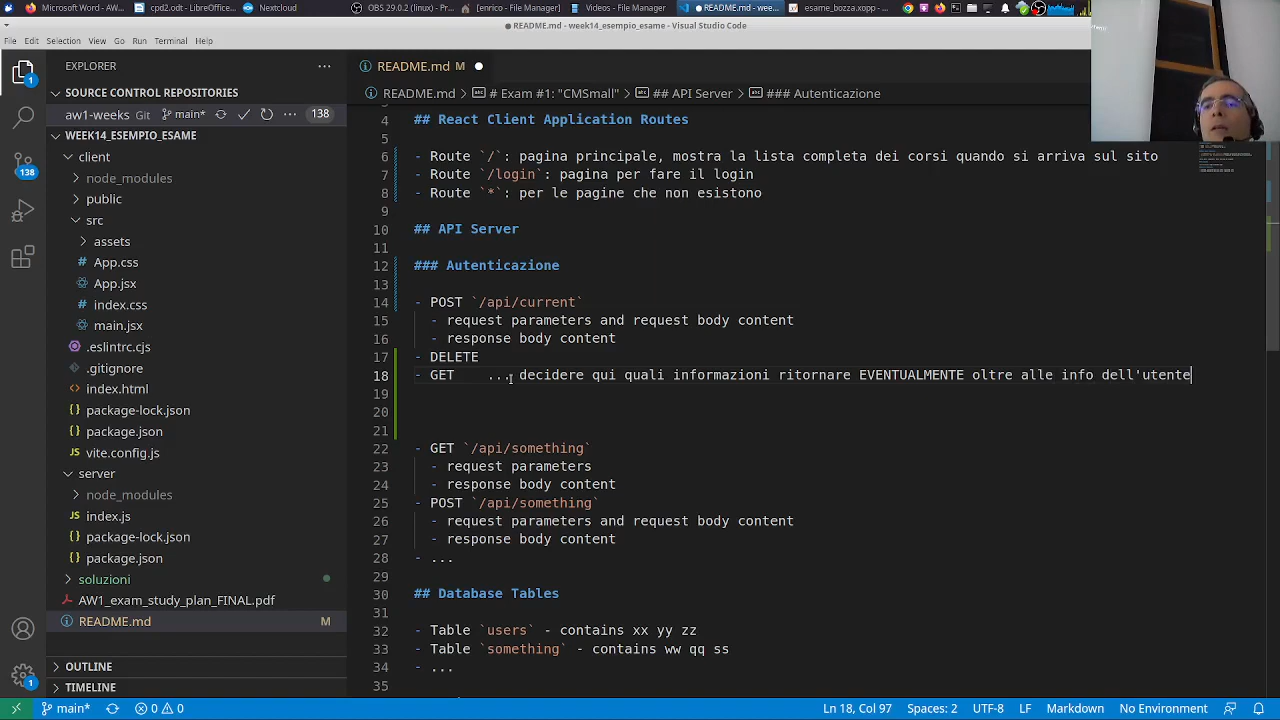 Nextcloud
cpd2.odt - LibreOffic...
Youtube
OBS 29.0.2 (linux) - Pr...
[enrico - File Manage...
Videos - File Manager
README.md - wee...
esame_bozza.xopp -...
README.md - week14_esempio_esame - Visual Studio Code
File Edit Selection View Go Run Terminal Help
EXPLORER ...
README.md M
SOURCE CONTROL REPOSITORIES
README.md > # Exam #1: "CMSmall" > ## API Server > ### Autenticazione
aw1-weeks Git main* 138
WEEK14_ESEMPIO_ESAME
client
node_modules
public
src
assets
App.css
App.jsx
index.css
main.jsx
.eslintrc.cjs
.gitignore
index.html
package-lock.json
package.json
vite.config.js
server
node_modules
index.js
package-lock.json
package.json
soluzioni
AW1_exam_study_plan_FINAL.pdf
README.md M
OUTLINE
TIMELINE
1
138
1
4 ## React Client Application Routes
5
6 - Route `/`: pagina principale, mostra la lista completa dei corsi quando si arriva sul sito
7 - Route `/login`: pagina per fare il login
8 - Route `*`: per le pagine che non esistono
9
10 ## API Server
11
12 ### Autenticazione
13
14 - POST `/api/current`
15 - request parameters and request body content
16 - response body content
17 - DELETE
18 - GET ... decidere qui quali informazioni ritornare EVENTUALMENTE oltre alle info dell'utente
19
20
21
22 - GET `/api/something`
23 - request parameters
24 - response body content
25 - POST `/api/something`
26 - request parameters and request body content
27 - response body content
28 - ...
29
30 ## Database Tables
31
32 - Table `users` - contains xx yy zz
33 - Table `something` - contains ww qq ss
34 - ...
35
main* 0 0 Ln 18, Col 97 Spaces: 2 UTF-8 LF Markdown No Environment